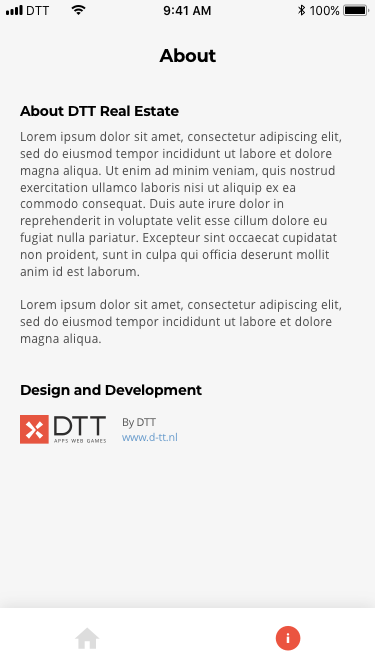 DTT 9:41 AM 100%
About
About DTT Real Estate
Lorem ipsum dolor sit amet, consectetur adipiscing elit,
sed do eiusmod tempor incididunt ut labore et dolore
magna aliqua. Ut enim ad minim veniam, quis nostrud
exercitation ullamco laboris nisi ut aliquip ex ea
commodo consequat. Duis aute irure dolor in
reprehenderit in voluptate velit esse cillum dolore eu
fugiat nulla pariatur. Excepteur sint occaecat cupidatat
non proident, sunt in culpa qui officia deserunt mollit
anim id est laborum.
Lorem ipsum dolor sit amet, consectetur adipiscing elit,
sed do eiusmod tempor incididunt ut labore et dolore
magna aliqua.
Design and Development
DTT
APPS WEB GAMES
By DTT
www.d-tt.nl